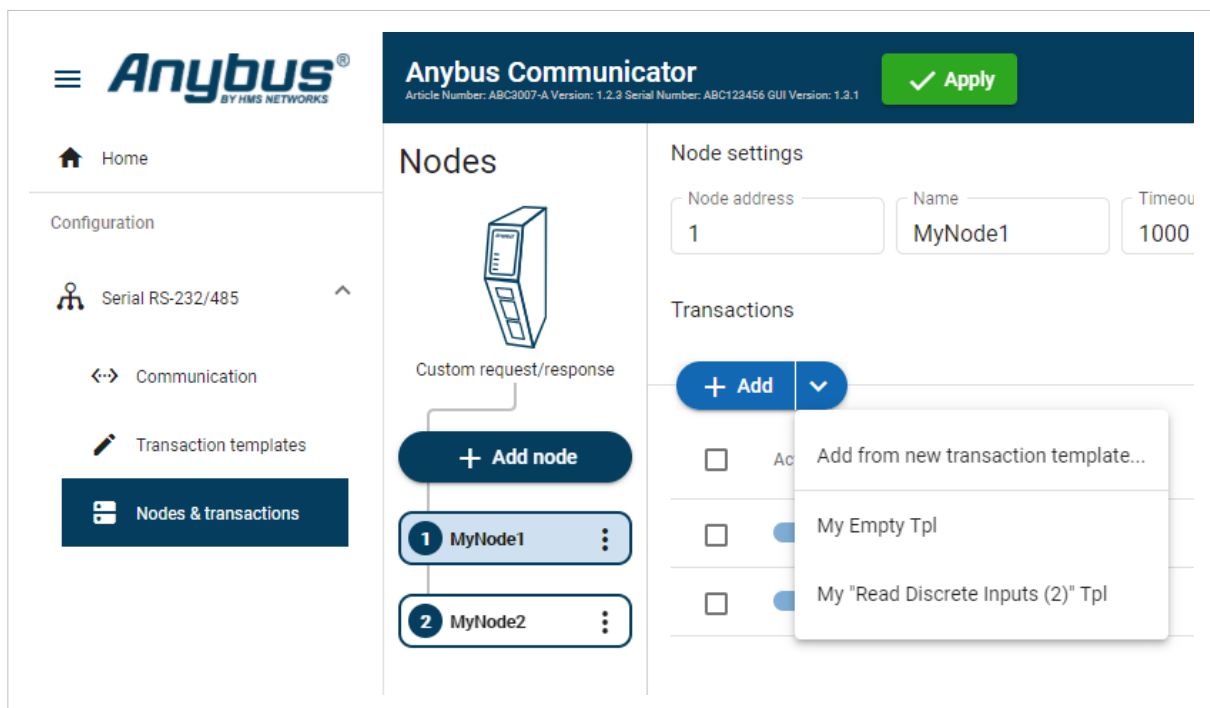 Anybus®
BY HMS NETWORKS
Anybus Communicator
Article Number: ABC3007-A Version: 1.2.3 Serial Number: ABC123456 GUI Version: 1.3.1
Apply
Home
Configuration
Serial RS-232/485
Communication
Transaction templates
Nodes & transactions
Nodes
Custom request/response
+ Add node
1 MyNode1
2 MyNode2
Node settings
Node address
1
Name
MyNode1
Timeou
1000
Transactions
+ Add
Ac
Add from new transaction template...
My Empty Tpl
My "Read Discrete Inputs (2)" Tpl